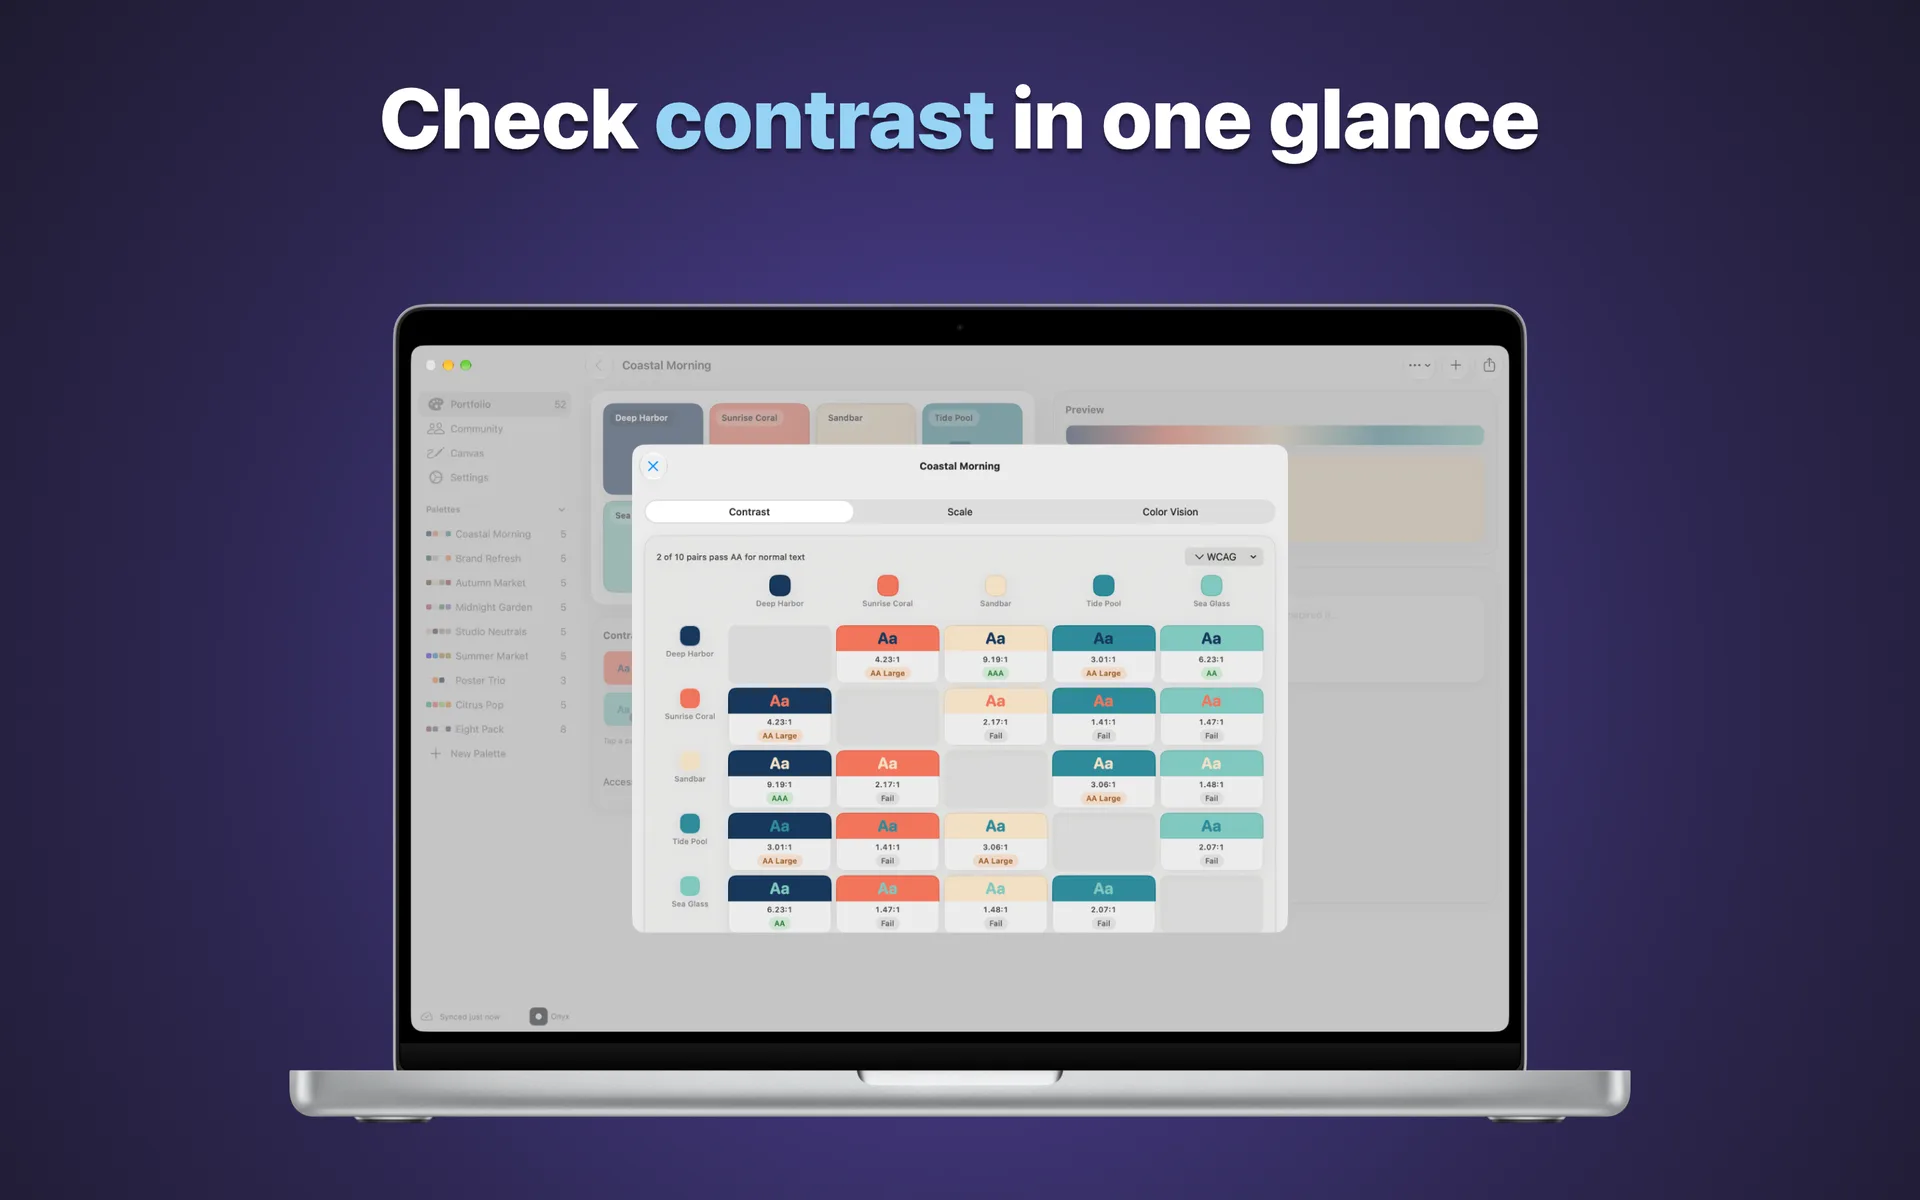 Check contrast in one glance
Coastal Morning
Portfolio 52
Community
Canvas
Settings
Palettes
Coastal Morning 5
Brand Refresh 5
Autumn Market 5
Midnight Garden 5
Studio Neutrals 5
Summer Market 5
Poster Trio 3
Citrus Pop 5
Eight Pack 8
New Palette
Synced just now
Onyx
Deep Harbor Sunrise Coral Sandbar Tide Pool
Sea
Preview
Contr
Aa
Aa
Tap a
Acces
Coastal Morning
Contrast Scale Color Vision
2 of 10 pairs pass AA for normal text WCAG
Deep Harbor Sunrise Coral Sandbar Tide Pool Sea Glass
Deep Harbor
Aa Aa Aa Aa
4.23:1 9.19:1 3.01:1 6.23:1
AA Large AAA AA Large AA
Sunrise Coral
Aa Aa Aa Aa
4.23:1 2.17:1 1.41:1 1.47:1
AA Large Fail Fail Fail
Sandbar
Aa Aa Aa Aa
9.19:1 2.17:1 3.06:1 1.48:1
AAA Fail AA Large Fail
Tide Pool
Aa Aa Aa Aa
3.01:1 1.41:1 3.06:1 2.07:1
AA Large Fail AA Large Fail
Sea Glass
Aa Aa Aa Aa
6.23:1 1.47:1 1.48:1 2.07:1
AA Fail Fail Fail